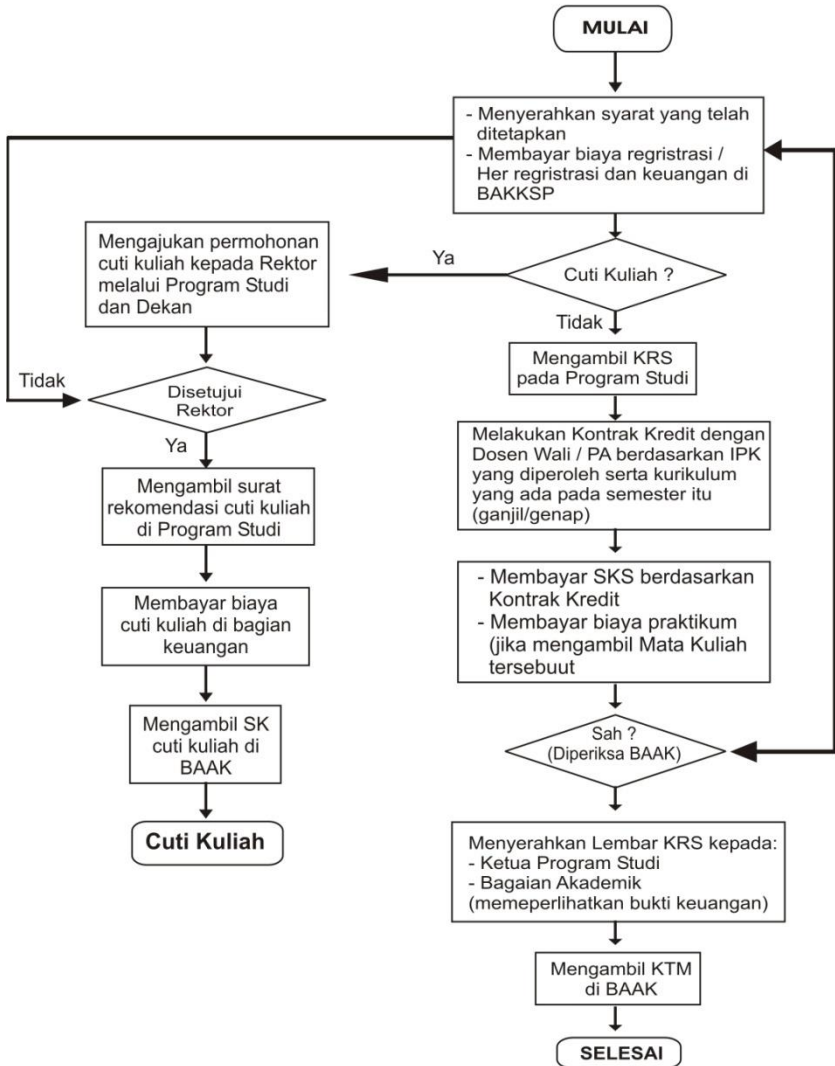 MULAI
- Menyerahkan syarat yang telah
ditetapkan
- Membayar biaya regristrasi /
Her regristrasi dan keuangan di
BAKKSP
Cuti Kuliah ?
Ya
Mengajukan permohonan
cuti kuliah kepada Rektor
melalui Program Studi
dan Dekan
Tidak
Disetujui
Rektor
Ya
Mengambil surat
rekomendasi cuti kuliah
di Program Studi
Membayar biaya
cuti kuliah di bagian
keuangan
Mengambil SK
cuti kuliah di
BAAK
Cuti Kuliah
Tidak
Mengambil KRS
pada Program Studi
Melakukan Kontrak Kredit dengan
Dosen Wali / PA berdasarkan IPK
yang diperoleh serta kurikulum
yang ada pada semester itu
(ganjil/genap)
- Membayar SKS berdasarkan
Kontrak Kredit
- Membayar biaya praktikum
(jika mengambil Mata Kuliah
tersebuut
Sah ?
(Diperiksa BAAK)
Menyerahkan Lembar KRS kepada:
- Ketua Program Studi
- Bagaian Akademik
(memeperlihatkan bukti keuangan)
Mengambil KTM
di BAAK
SELESAI